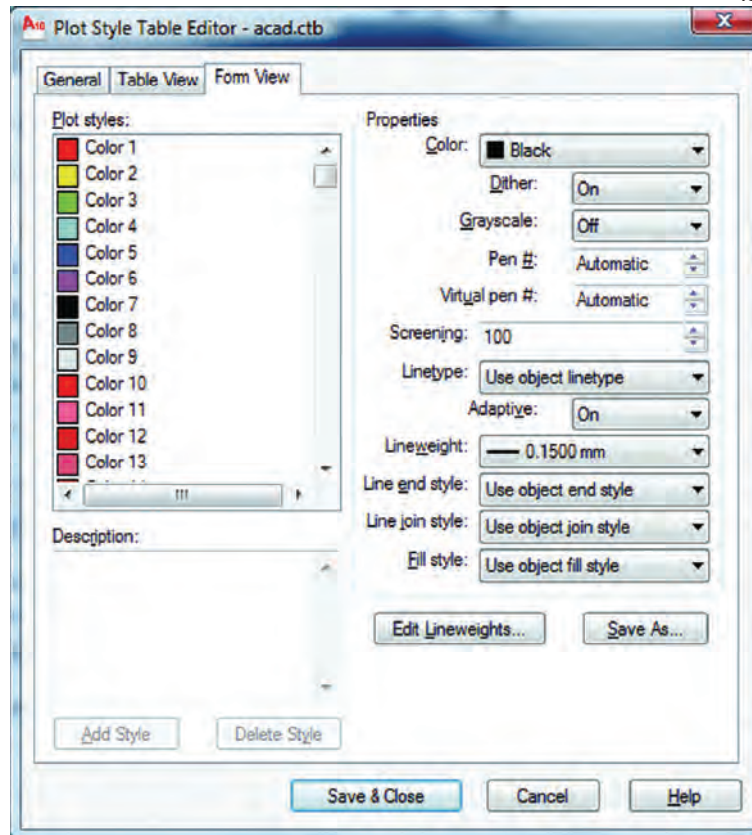 A10 Plot Style Table Editor - acad.ctb
General Table View Form View
Plot styles:
Color 1
Color 2
Color 3
Color 4
Color 5
Color 6
Color 7
Color 8
Color 9
Color 10
Color 11
Color 12
Color 13
Description:
Add Style Delete Style
Properties
Color: Black
Dither: On
Grayscale: Off
Pen #: Automatic
Virtual pen #: Automatic
Screening: 100
Linetype: Use object linetype
Adaptive: On
Lineweight: 0.1500 mm
Line end style: Use object end style
Line join style: Use object join style
Fill style: Use object fill style
Edit Lineweights... Save As...
Save & Close Cancel Help